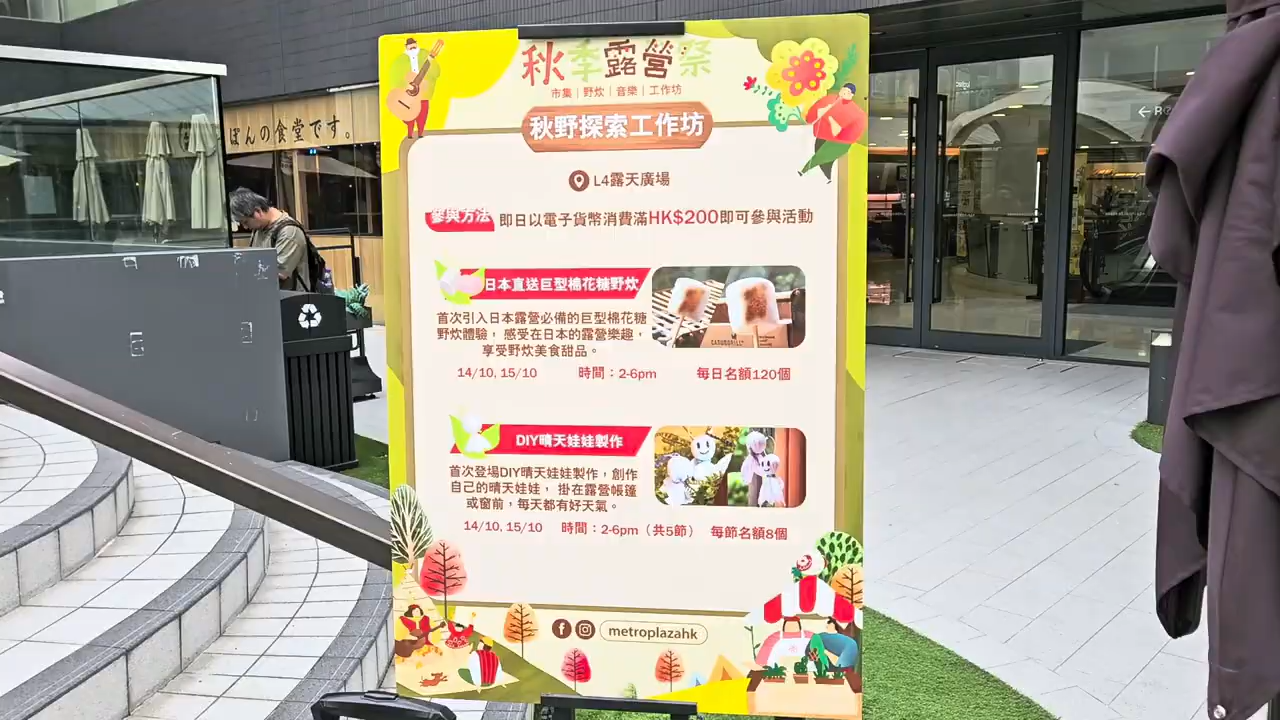 秋季露營祭
市集 | 野炊 | 音樂 | 工作坊
秋野探索工作坊
L4露天廣場
參與方法 即日以電子貨幣消費滿HK$200即可參與活動
日本直送巨型棉花糖野炊
首次引入日本露營必備的巨型棉花糖
野炊體驗，感受在日本的露營樂趣，
享受野炊美食甜品。
14/10, 15/10 時間：2-6pm 每日名額120個
DIY晴天娃娃製作
首次登場DIY晴天娃娃製作，創作
自己的晴天娃娃，掛在露營帳篷
或窗前，每天都有好天氣。
14/10, 15/10 時間：2-6pm（共5節） 每節名額8個
metroplazahk
ぽんの食堂です。